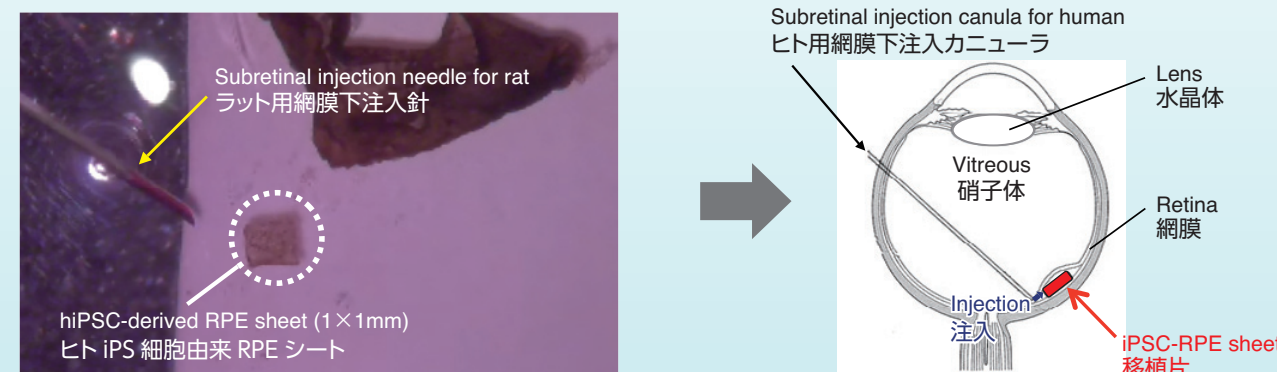 Subretinal injection needle for rat
ラット用網膜下注入針
hiPSC-derived RPE sheet (1×1mm)
ヒト iPS 細胞由来 RPE シート
Subretinal injection canula for human
ヒト用網膜下注入カニューラ
Lens
水晶体
Vitreous
硝子体
Retina
網膜
Injection
注入
iPSC-RPE sheet
移植片